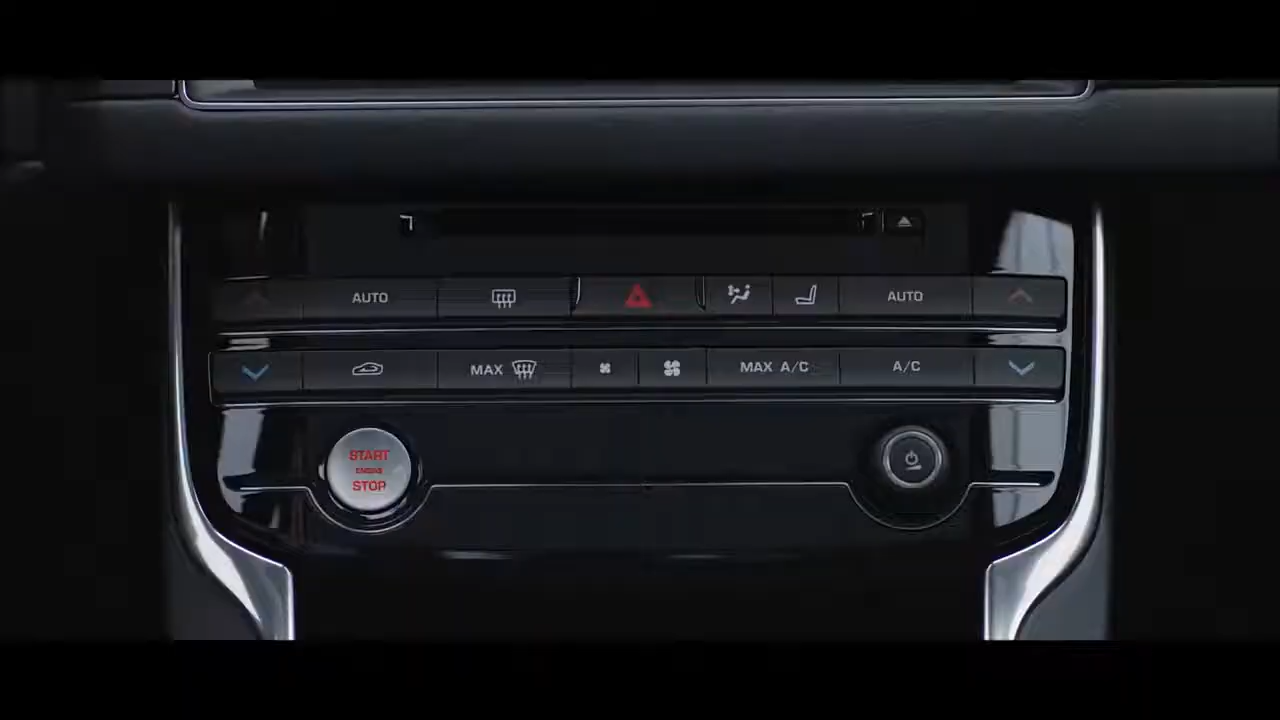 AUTO
AUTO
MAX
MAX A/C
A/C
START
ENGINE
STOP